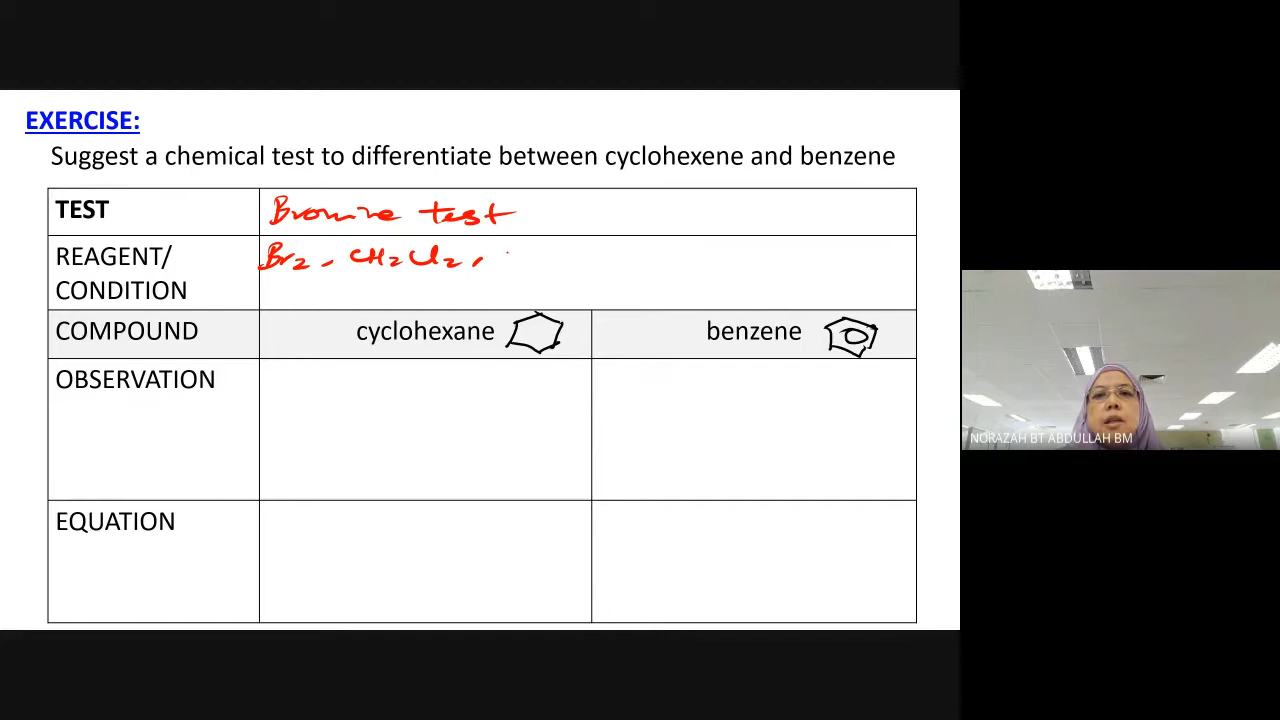 EXERCISE:
Suggest a chemical test to differentiate between cyclohexene and benzene
TEST
Bromine test
REAGENT/
CONDITION
Br2, CH2Cl2,
COMPOUND
cyclohexane
benzene
OBSERVATION
EQUATION
NORAZAH BT ABDULLAH BM